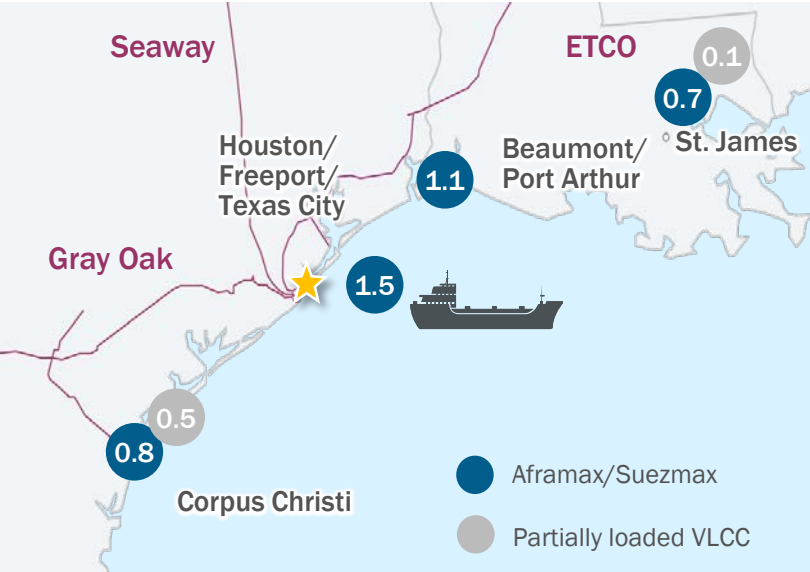 Seaway
ETCO
0.1
0.7
Houston/
Freeport/
Texas City
1.1
Beaumont/
Port Arthur
St. James
Gray Oak
1.5
0.5
0.8
Corpus Christi
Aframax/Suezmax
Partially loaded VLCC